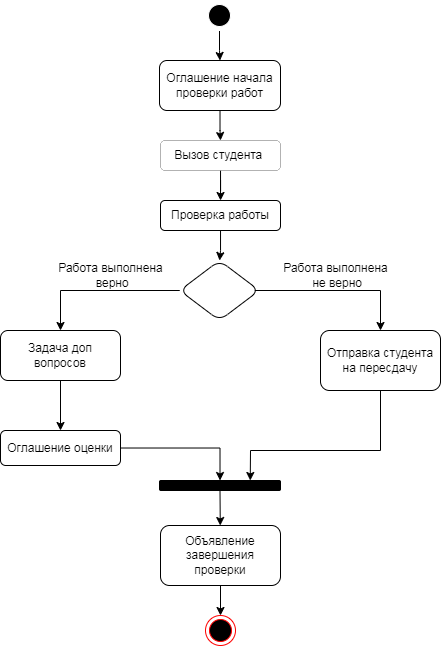 Оглашение начала
проверки работ
Вызов студента
Проверка работы
Работа выполнена
верно
Работа выполнена
не верно
Задача доп
вопросов
Отправка студента
на пересдачу
Оглашение оценки
Объявление
завершения
проверки